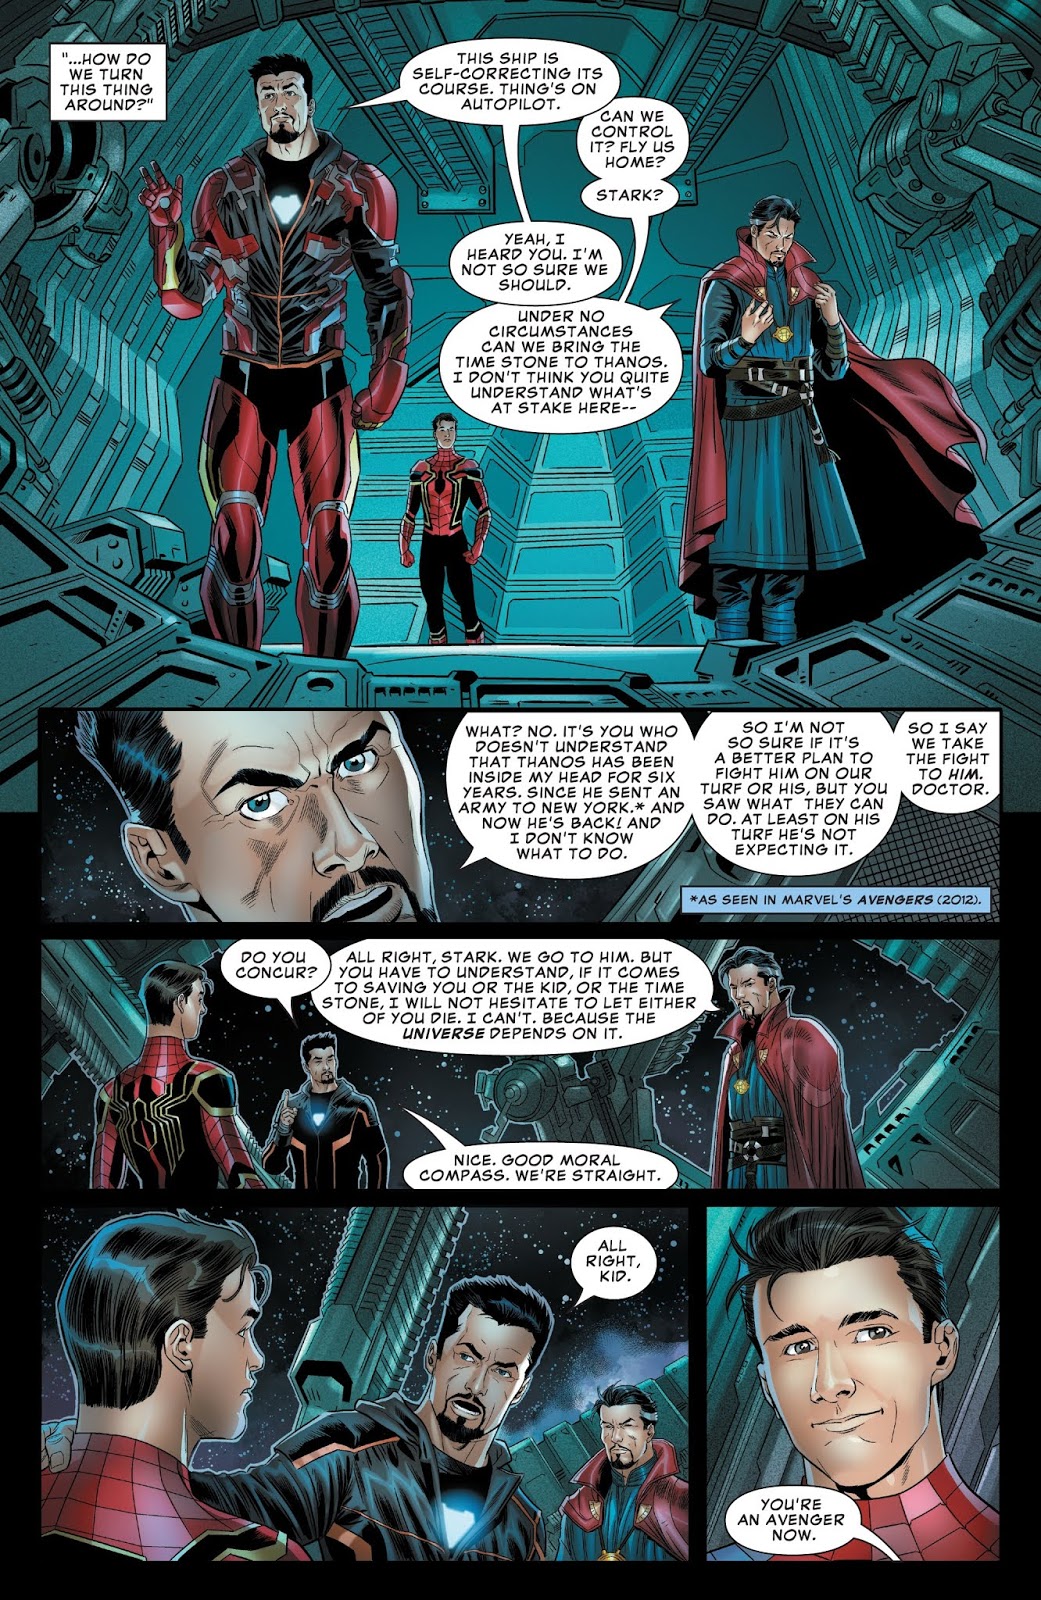 "...HOW DO
WE TURN
THIS THING
AROUND?"
THIS SHIP IS
SELF-CORRECTING ITS
COURSE. THING'S ON
AUTOPILOT.
CAN WE
CONTROL
IT? FLY US
HOME?
STARK?
YEAH, I
HEARD YOU. I'M
NOT SO SURE WE
SHOULD.
UNDER NO
CIRCUMSTANCES
CAN WE BRING THE
TIME STONE TO THANOS.
I DON'T THINK YOU QUITE
UNDERSTAND WHAT'S
AT STAKE HERE--
WHAT? NO. IT'S YOU WHO
DOESN'T UNDERSTAND
THAT THANOS HAS BEEN
INSIDE MY HEAD FOR SIX
YEARS. SINCE HE SENT AN
ARMY TO NEW YORK.* AND
NOW HE'S BACK! AND
I DON'T KNOW
WHAT TO DO.
SO I'M NOT
SO SURE IF IT'S
A BETTER PLAN TO
FIGHT HIM ON OUR
TURF OR HIS, BUT YOU
SAW WHAT THEY CAN
DO. AT LEAST ON HIS
TURF HE'S NOT
EXPECTING IT.
SO I SAY
WE TAKE
THE FIGHT
TO HIM.
DOCTOR.
*AS SEEN IN MARVEL'S AVENGERS (2012).
DO YOU
CONCUR?
ALL RIGHT, STARK. WE GO TO HIM. BUT
YOU HAVE TO UNDERSTAND, IF IT COMES
TO SAVING YOU OR THE KID, OR THE TIME
STONE, I WILL NOT HESITATE TO LET EITHER
OF YOU DIE. I CAN'T. BECAUSE THE
UNIVERSE DEPENDS ON IT.
NICE. GOOD MORAL
COMPASS. WE'RE STRAIGHT.
ALL
RIGHT,
KID.
YOU'RE
AN AVENGER
NOW.